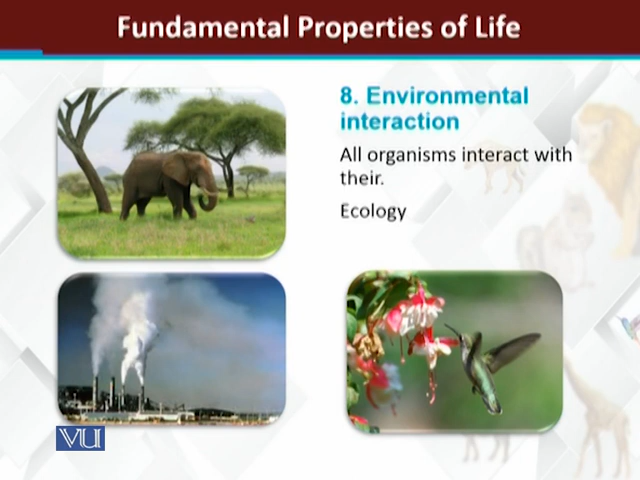 Fundamental Properties of Life
8. Environmental
interaction
All organisms interact with
their.
Ecology
VU